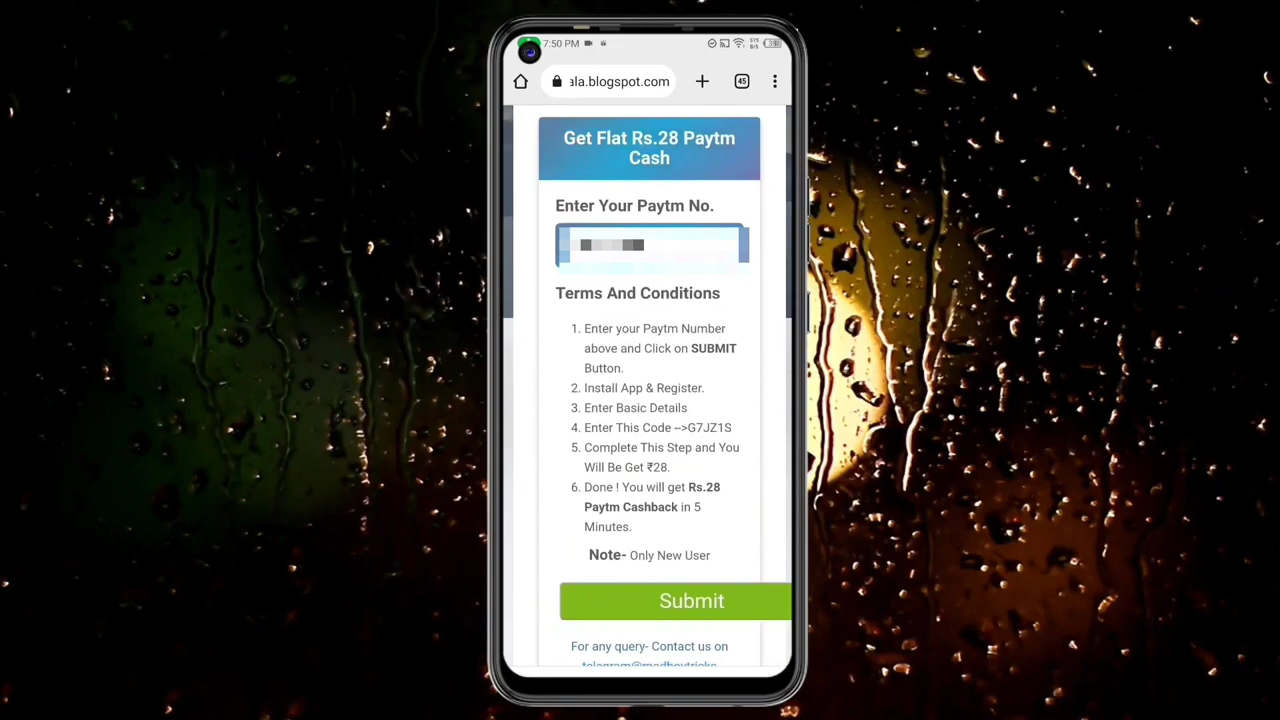 7:50 PM
ala.blogspot.com
45
Get Flat Rs.28 Paytm
Cash
Enter Your Paytm No.
Terms And Conditions
1. Enter your Paytm Number
above and Click on SUBMIT
Button.
2. Install App & Register.
3. Enter Basic Details
4. Enter This Code -->G7JZ1S
5. Complete This Step and You
Will Be Get ₹28.
6. Done ! You will get Rs.28
Paytm Cashback in 5
Minutes.
Note- Only New User
Submit
For any query- Contact us on
telegram@madboytricks